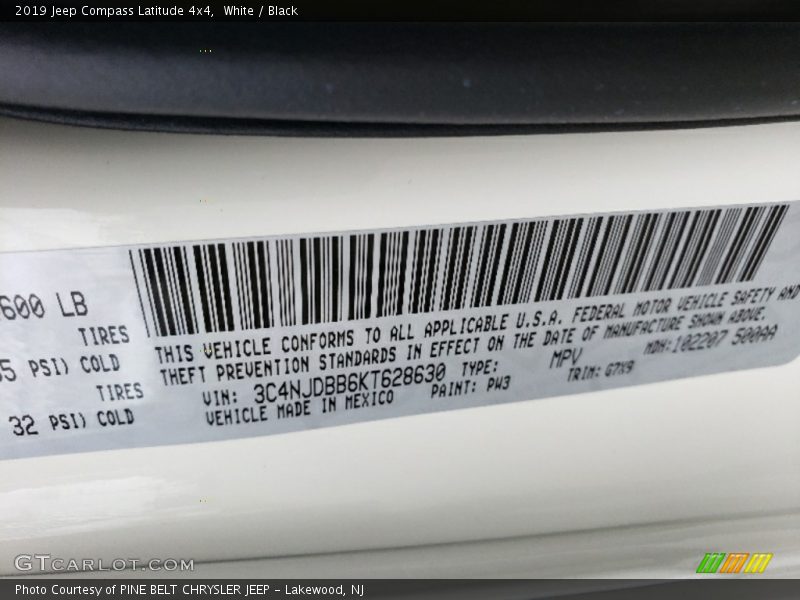 2019 Jeep Compass Latitude 4x4, White / Black
600 LB
TIRES
5 PSI) COLD
TIRES
32 PSI) COLD
THIS VEHICLE CONFORMS TO ALL APPLICABLE U.S.A. FEDERAL MOTOR VEHICLE SAFETY AND
THEFT PREVENTION STANDARDS IN EFFECT ON THE DATE OF MANUFACTURE SHOWN ABOVE.
VIN: 3C4NJDBB6KT628630 TYPE: MPV MDH:102207 500AA
VEHICLE MADE IN MEXICO PAINT: PW3 TRIM: G7X9
GTCARLOT.COM
Photo Courtesy of PINE BELT CHRYSLER JEEP - Lakewood, NJ